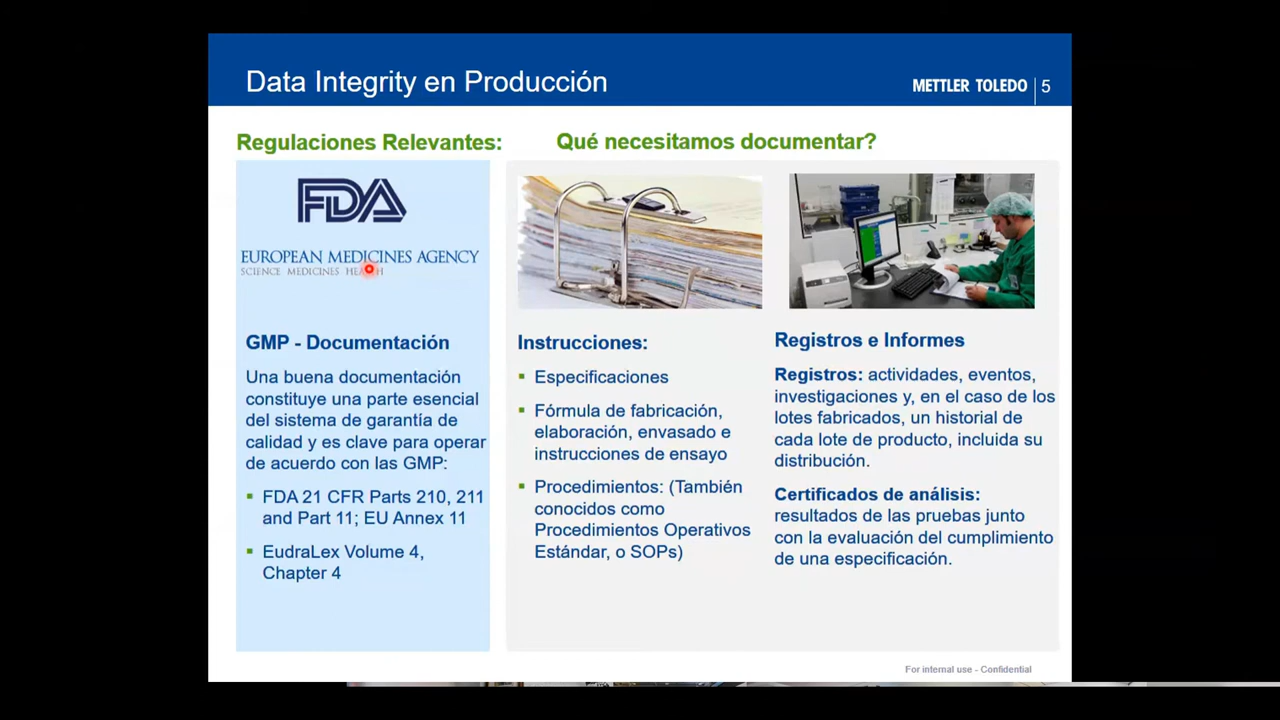 Data Integrity en Producción
METTLER TOLEDO
5
Regulaciones Relevantes:
FDA
EUROPEAN MEDICINES AGENCY
SCIENCE MEDICINES HEALTH
GMP - Documentación
Una buena documentación
constituye una parte esencial
del sistema de garantía de
calidad y es clave para operar
de acuerdo con las GMP:
▪ FDA 21 CFR Parts 210, 211
and Part 11; EU Annex 11
▪ EudraLex Volume 4,
Chapter 4
Qué necesitamos documentar?
Instrucciones:
▪ Especificaciones
▪ Fórmula de fabricación,
elaboración, envasado e
instrucciones de ensayo
▪ Procedimientos: (También
conocidos como
Procedimientos Operativos
Estándar, o SOPs)
Registros e Informes
Registros: actividades, eventos,
investigaciones y, en el caso de los
lotes fabricados, un historial de
cada lote de producto, incluida su
distribución.
Certificados de análisis:
resultados de las pruebas junto
con la evaluación del cumplimiento
de una especificación.
For internal use - Confidential